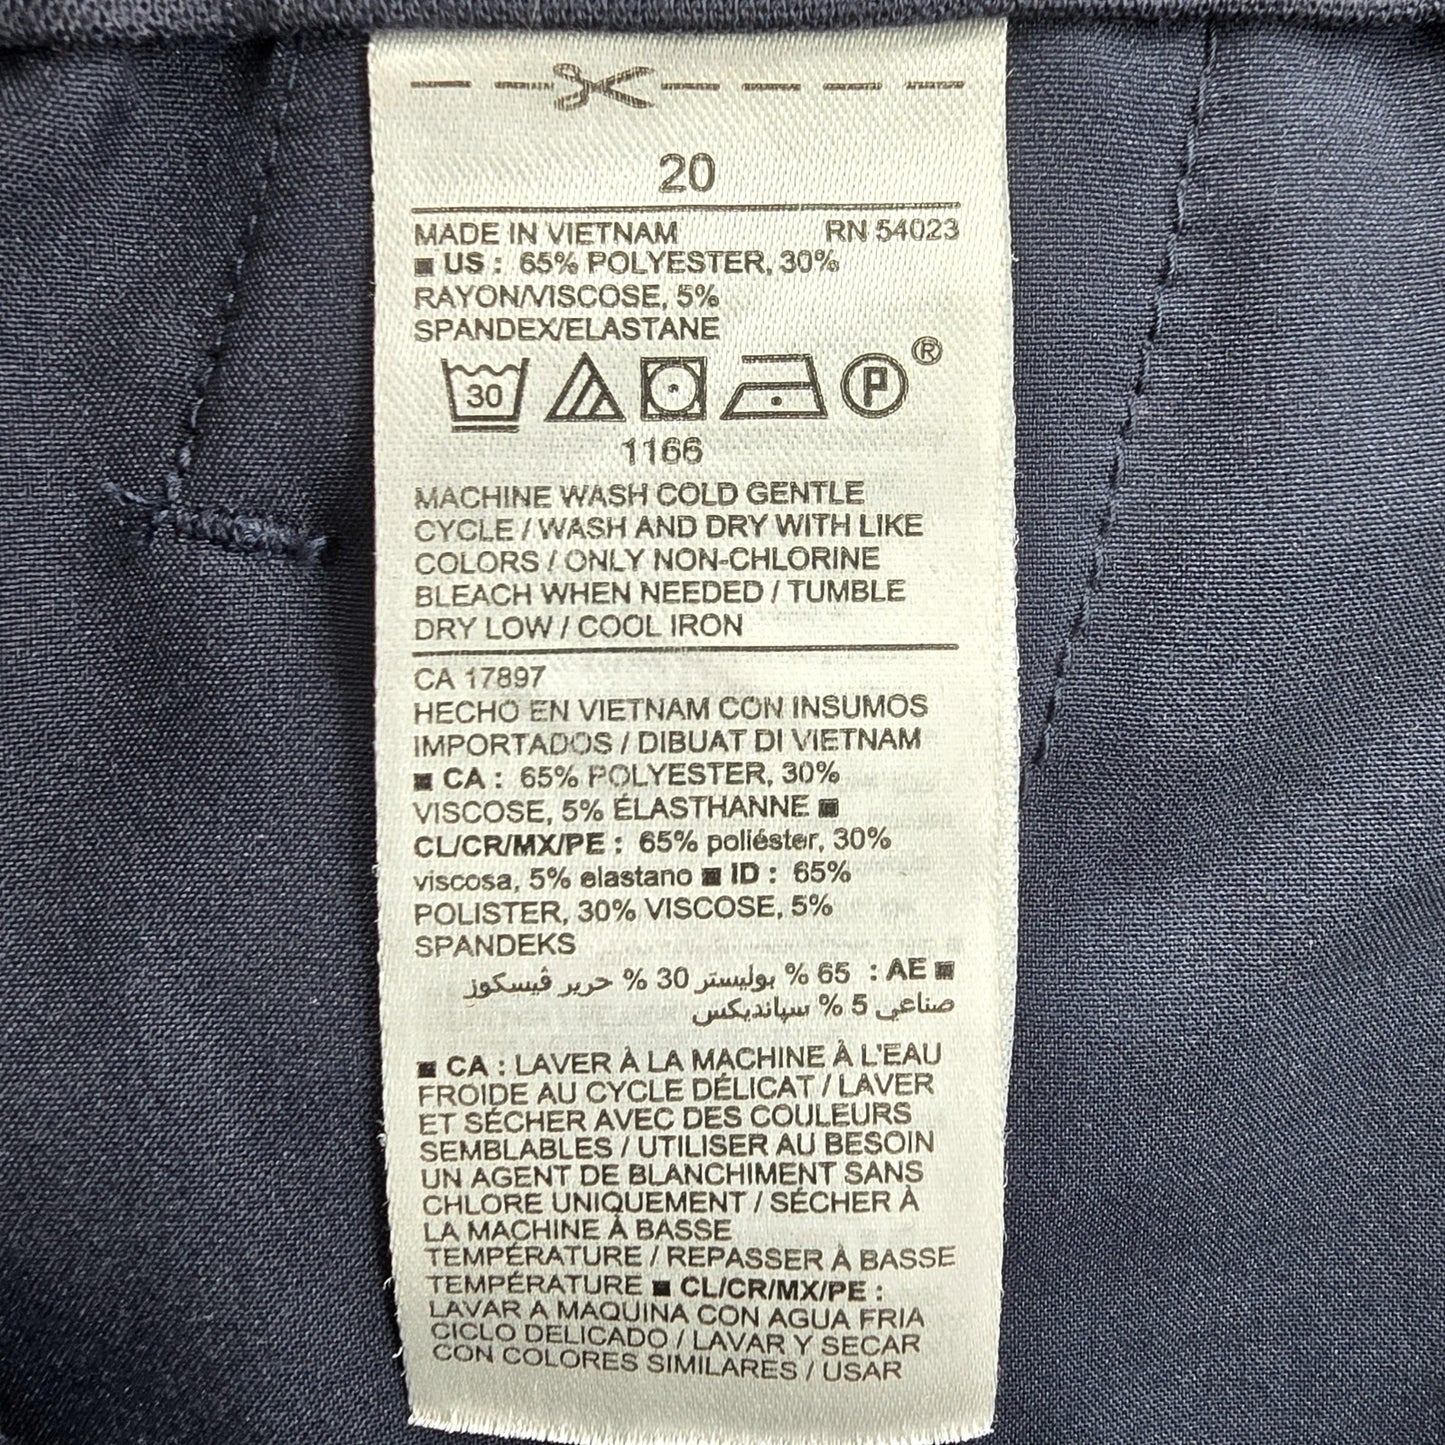 20
MADE IN VIETNAM RN 54023
■ US : 65% POLYESTER, 30%
RAYON/VISCOSE, 5%
SPANDEX/ELASTANE
30 P ®
1166
MACHINE WASH COLD GENTLE
CYCLE / WASH AND DRY WITH LIKE
COLORS / ONLY NON-CHLORINE
BLEACH WHEN NEEDED / TUMBLE
DRY LOW / COOL IRON
CA 17897
HECHO EN VIETNAM CON INSUMOS
IMPORTADOS / DIBUAT DI VIETNAM
■ CA : 65% POLYESTER, 30%
VISCOSE, 5% ÉLASTHANNE ■
CL/CR/MX/PE : 65% poliéster, 30%
viscosa, 5% elastano ■ ID : 65%
POLISTER, 30% VISCOSE, 5%
SPANDEKS
■ AE : 65 % بوليستر 30 % حرير ڤيسكوز
صناعي 5 % سپانديكس
■ CA : LAVER À LA MACHINE À L'EAU
FROIDE AU CYCLE DÉLICAT / LAVER
ET SÉCHER AVEC DES COULEURS
SEMBLABLES / UTILISER AU BESOIN
UN AGENT DE BLANCHIMENT SANS
CHLORE UNIQUEMENT / SÉCHER À
LA MACHINE À BASSE
TEMPÉRATURE / REPASSER À BASSE
TEMPÉRATURE ■ CL/CR/MX/PE :
LAVAR A MAQUINA CON AGUA FRIA
CICLO DELICADO / LAVAR Y SECAR
CON COLORES SIMILARES / USAR